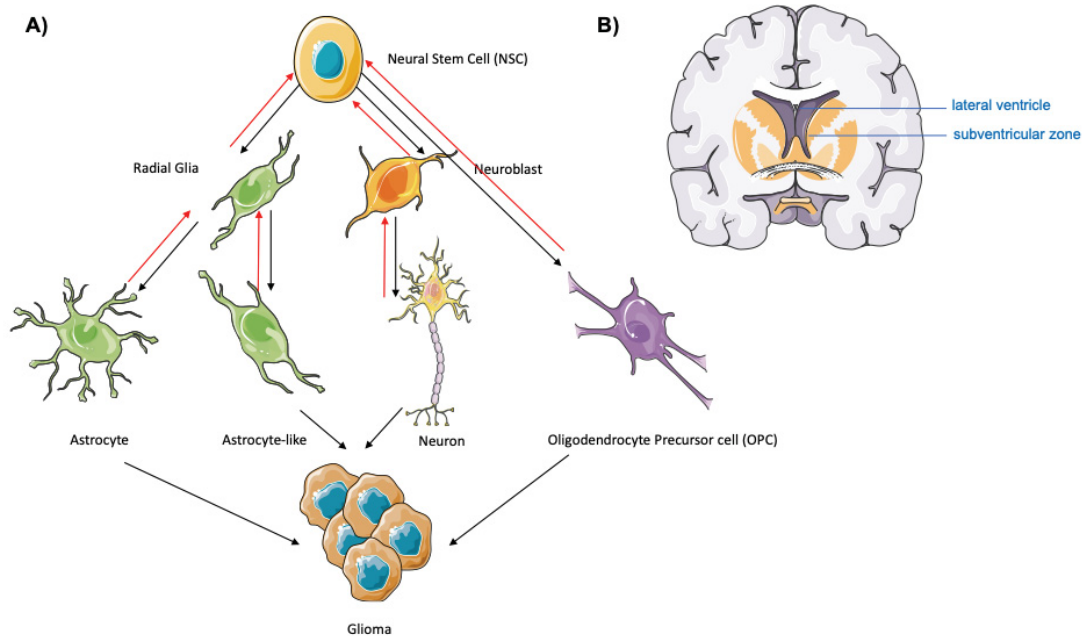 A)
Neural Stem Cell (NSC)
Radial Glia
Neuroblast
Astrocyte
Astrocyte-like
Neuron
Oligodendrocyte Precursor cell (OPC)
Glioma
B)
lateral ventricle
subventricular zone